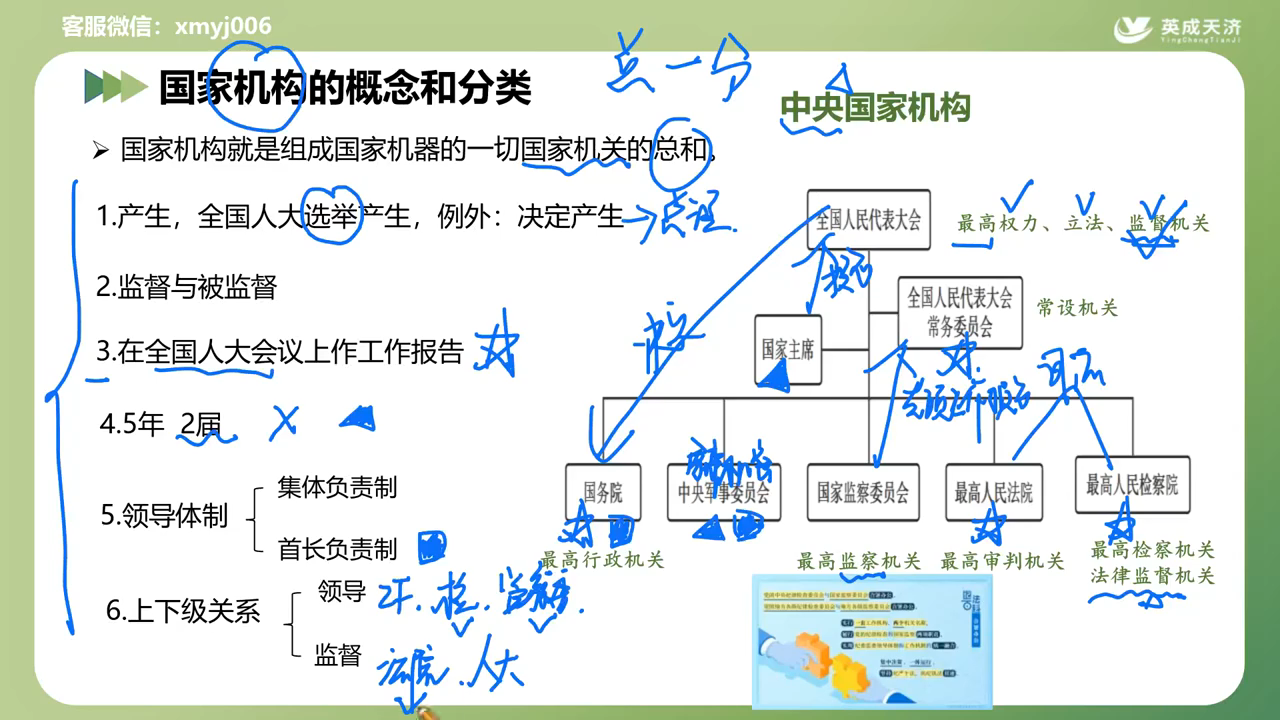 客服微信：xmyj006
英成天济
YingChengTianJi
国家机构的概念和分类
点一分
中央国家机构
国家机构就是组成国家机器的一切国家机关的总和。
1.产生，全国人大选举产生，例外：决定产生
全国人民代表大会
最高权力、立法、监督机关
2.监督与被监督
全国人民代表大会
常务委员会
常设机关
国家主席
3.在全国人大会议上作工作报告
4.5年 2届
5.领导体制
集体负责制
首长负责制
国务院
中央军事委员会
国家监察委员会
最高人民法院
最高人民检察院
最高行政机关
最高监察机关
最高审判机关
最高检察机关
法律监督机关
6.上下级关系
领导
监督
法院、人大